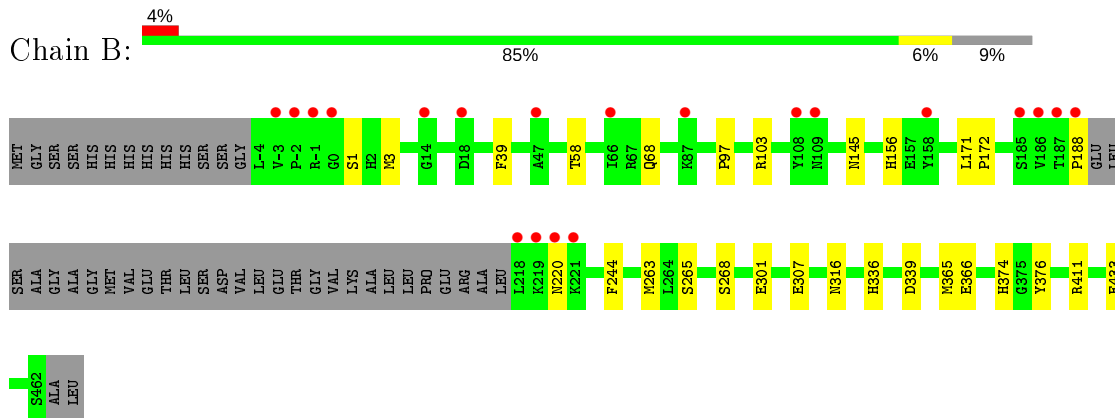 4%
Chain B:
85% 6% 9%
MET GLY SER SER HIS HIS HIS HIS HIS HIS SER SER GLY L-4 V-3 P-2 R-1 G0 S1 H2 M3 G14 D18 F39 A47 T58 I66 R67 Q68 K87 P97 R103 Y108 N109 N145 H156 E157 Y158 L171 P172 S185 V186 T187 P188 GLU LEU
SER ALA GLY ALA GLY MET VAL GLU THR LEU SER ASP VAL LEU GLU THR GLY VAL LYS ALA LEU LEU PRO GLU ARG ALA LEU L218 K219 N220 K221 F244 M263 L264 S265 S268 E301 E307 N316 H336 D339 M365 E366 H374 G375 Y376 R411
S462 ALA LEU